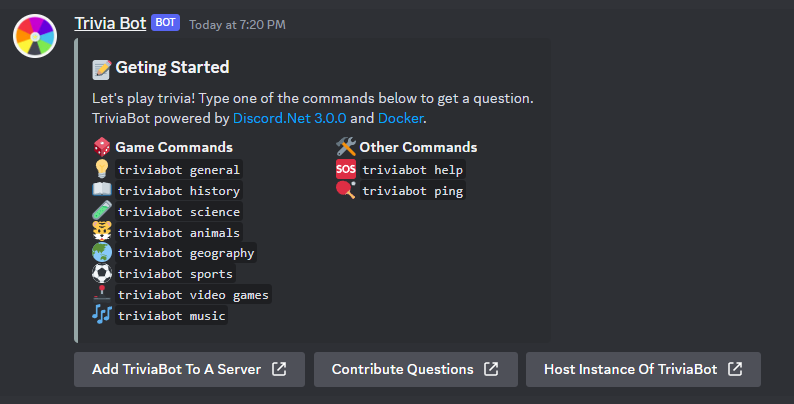 Trivia Bot BOT Today at 7:20 PM
Geting Started
Let's play trivia! Type one of the commands below to get a question.
TriviaBot powered by Discord.Net 3.0.0 and Docker.
Game Commands
triviabot general
triviabot history
triviabot science
triviabot animals
triviabot geography
triviabot sports
triviabot video games
triviabot music
Other Commands
SOS triviabot help
triviabot ping
Add TriviaBot To A Server
Contribute Questions
Host Instance Of TriviaBot